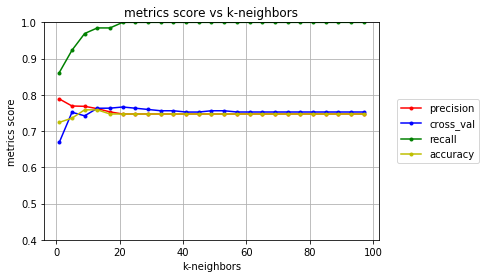 metrics score vs k-neighbors
1.0
0.9
0.8
0.7
0.6
0.5
0.4
metrics score
0 20 40 60 80 100
k-neighbors
precision
cross_val
recall
accuracy